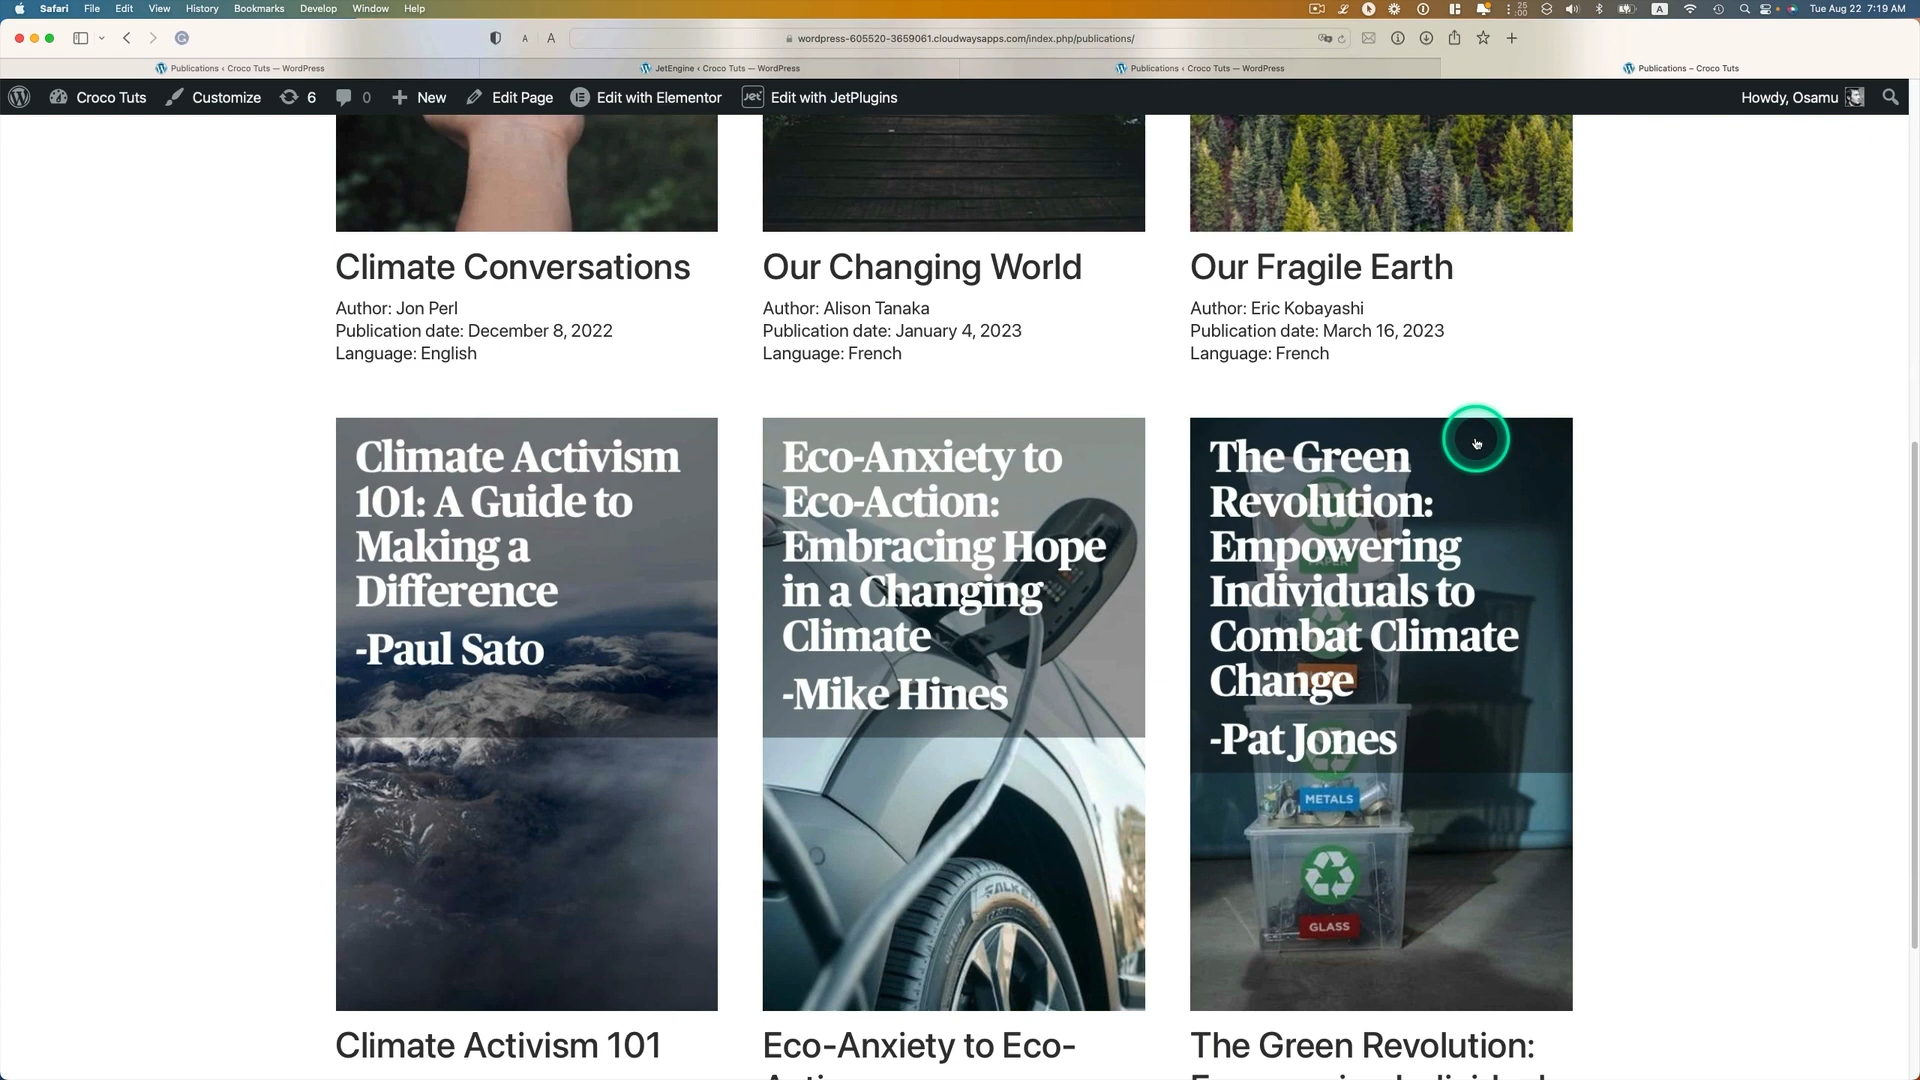 Safari File Edit View History Bookmarks Develop Window Help
Tue Aug 22 7:19 AM
wordpress-605520-3659061.cloudwaysapps.com/index.php/publications/
Publications ‹ Croco Tuts — WordPress
JetEngine ‹ Croco Tuts — WordPress
Publications ‹ Croco Tuts — WordPress
Publications – Croco Tuts
Croco Tuts Customize 6 0 New Edit Page Edit with Elementor Jet Edit with JetPlugins
Howdy, Osamu
Climate Conversations
Author: Jon Perl
Publication date: December 8, 2022
Language: English
Our Changing World
Author: Alison Tanaka
Publication date: January 4, 2023
Language: French
Our Fragile Earth
Author: Eric Kobayashi
Publication date: March 16, 2023
Language: French
Climate Activism
101: A Guide to
Making a
Difference
-Paul Sato
Eco-Anxiety to
Eco-Action:
Embracing Hope
in a Changing
Climate
-Mike Hines
FALKEN
The Green
Revolution:
Empowering
Individuals to
Combat Climate
Change
-Pat Jones
PAPER
METALS
GLASS
Climate Activism 101
Eco-Anxiety to Eco-
The Green Revolution: